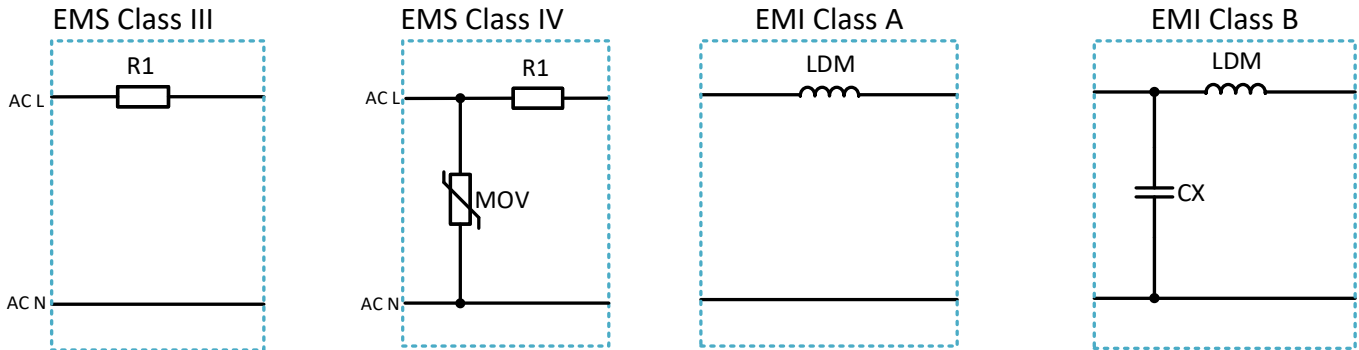 EMS Class III
EMS Class IV
EMI Class A
EMI Class B
R1
R1
LDM
LDM
AC L
AC L
MOV
CX
AC N
AC N